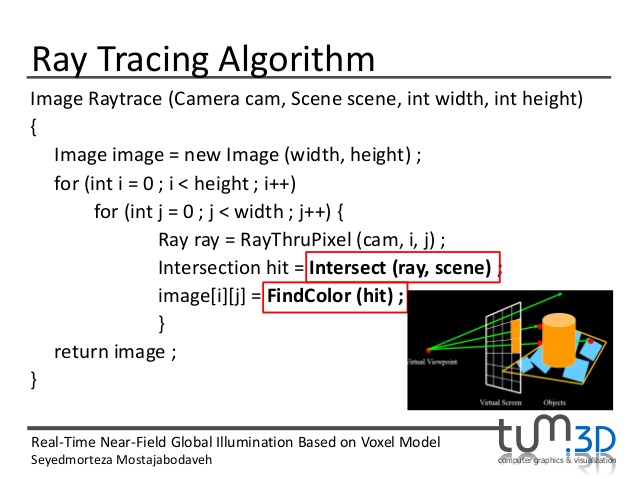 Ray Tracing Algorithm
Image Raytrace (Camera cam, Scene scene, int width, int height)
{
Image image = new Image (width, height) ;
for (int i = 0 ; i < height ; i++)
for (int j = 0 ; j < width ; j++) {
Ray ray = RayThruPixel (cam, i, j) ;
Intersection hit = Intersect (ray, scene) ;
image[i][j] = FindColor (hit) ;
}
return image ;
}
Virtual Viewpoint
Virtual Screen Objects
Real-Time Near-Field Global Illumination Based on Voxel Model
Seyedmorteza Mostajabodaveh
tum.3D
computer graphics & visualization